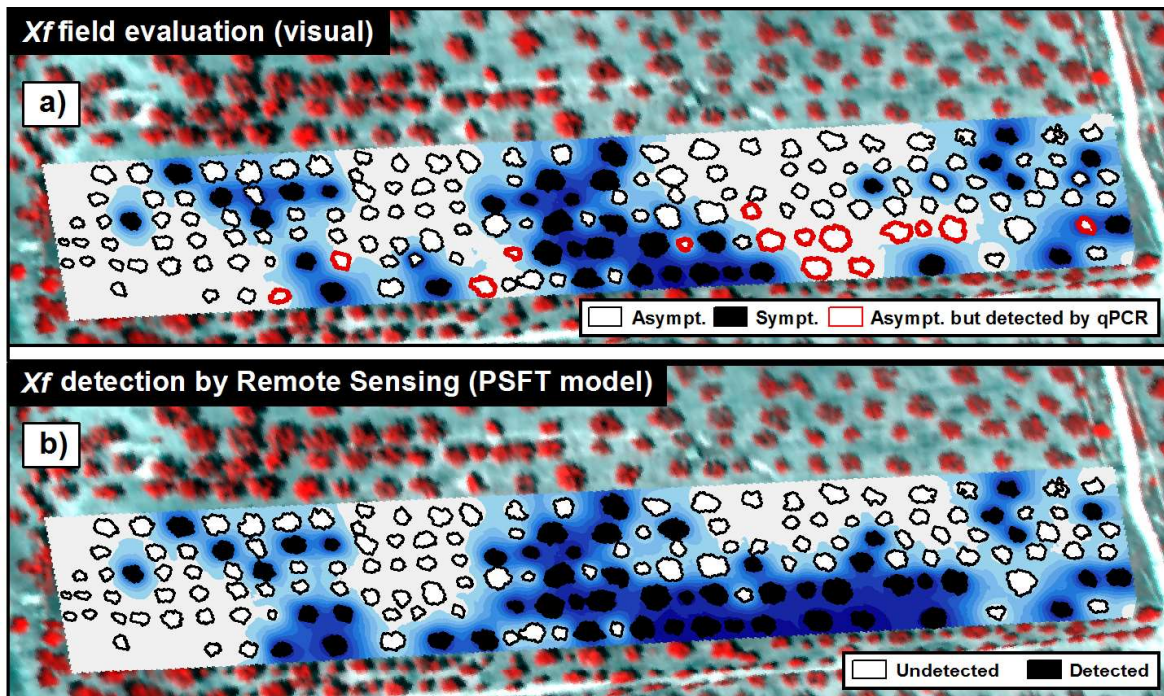 Xf field evaluation (visual)
a)
Asympt. Sympt. Asympt. but detected by qPCR
Xf detection by Remote Sensing (PSFT model)
b)
Undetected Detected